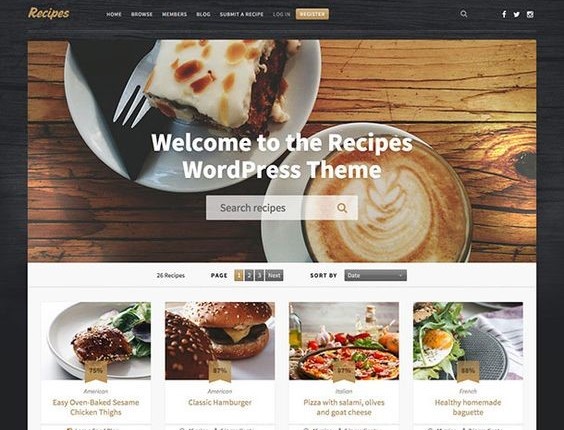 Recipes HOME BROWSE MEMBERS BLOG SUBMIT A RECIPE LOG IN REGISTER
Welcome to the Recipes
WordPress Theme
Search recipes
26 Recipes PAGE 1 2 3 Next SORT BY Date
75% 87% 97% 88%
American American Italian French
Easy Oven-Baked Sesame Classic Hamburger Pizza with salami, olives Healthy homemade
Chicken Thighs and goat cheese baguette